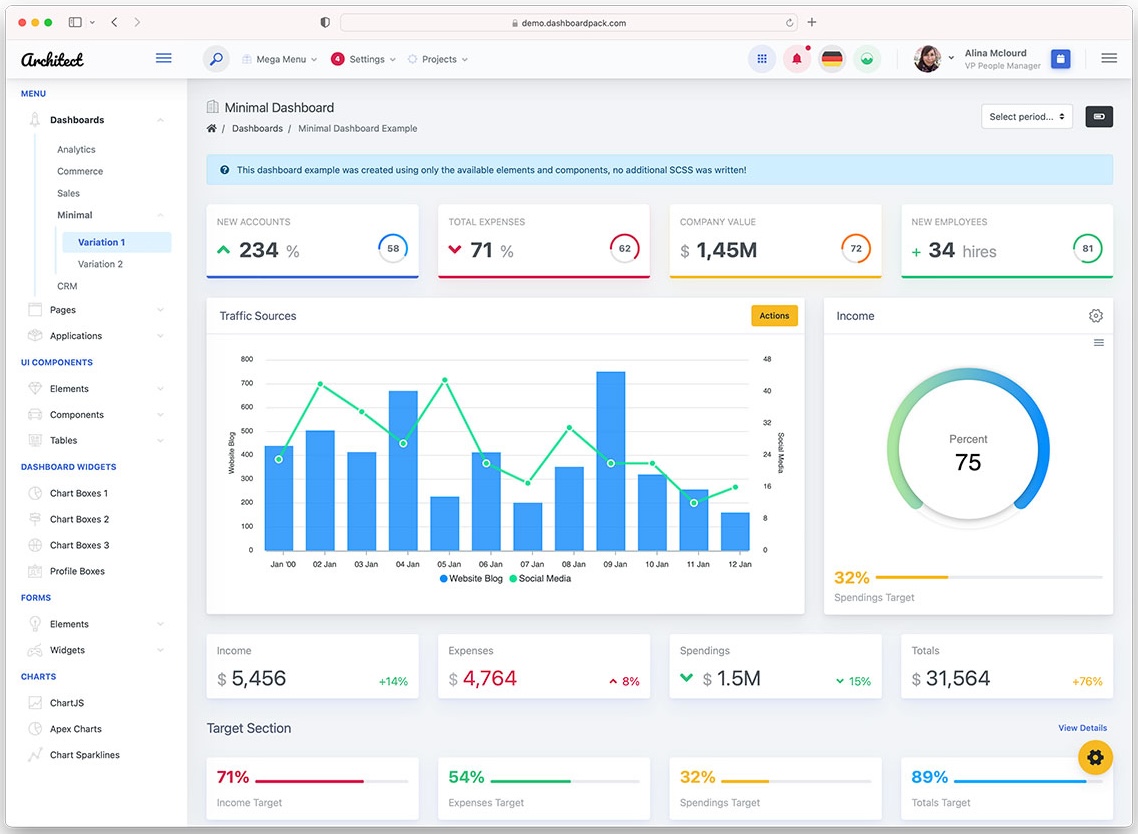 demo.dashboardpack.com
Architect
Mega Menu
4
Settings
Projects
Alina Mclourd
VP People Manager
MENU
Dashboards
Analytics
Commerce
Sales
Minimal
Variation 1
Variation 2
CRM
Pages
Applications
UI COMPONENTS
Elements
Components
Tables
DASHBOARD WIDGETS
Chart Boxes 1
Chart Boxes 2
Chart Boxes 3
Profile Boxes
FORMS
Elements
Widgets
CHARTS
ChartJS
Apex Charts
Chart Sparklines
Minimal Dashboard
/ Dashboards / Minimal Dashboard Example
Select period...
This dashboard example was created using only the available elements and components, no additional SCSS was written!
NEW ACCOUNTS
234 %
58
TOTAL EXPENSES
71 %
62
COMPANY VALUE
$ 1,45M
72
NEW EMPLOYEES
+ 34 hires
81
Traffic Sources
Actions
Website Blog
800
700
600
500
400
300
200
100
0
48
40
32
24
16
8
0
Social Media
Jan '00 02 Jan 03 Jan 04 Jan 05 Jan 06 Jan 07 Jan 08 Jan 09 Jan 10 Jan 11 Jan 12 Jan
Website Blog Social Media
Income
Percent
75
32%
Spendings Target
Income
$ 5,456
+14%
Expenses
$ 4,764
8%
Spendings
$ 1.5M
15%
Totals
$ 31,564
+76%
Target Section
View Details
71%
Income Target
54%
Expenses Target
32%
Spendings Target
89%
Totals Target